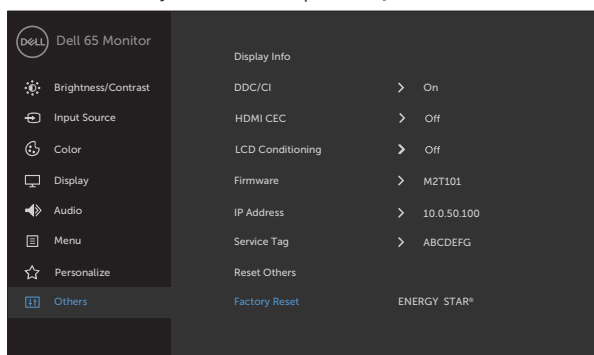 DELL Dell 65 Monitor
Display Info
Brightness/Contrast DDC/CI On
Input Source HDMI CEC Off
Color LCD Conditioning Off
Display Firmware M2T101
Audio IP Address 10.0.50.100
Menu Service Tag ABCDEFG
Personalize Reset Others
Others Factory Reset ENERGY STAR®